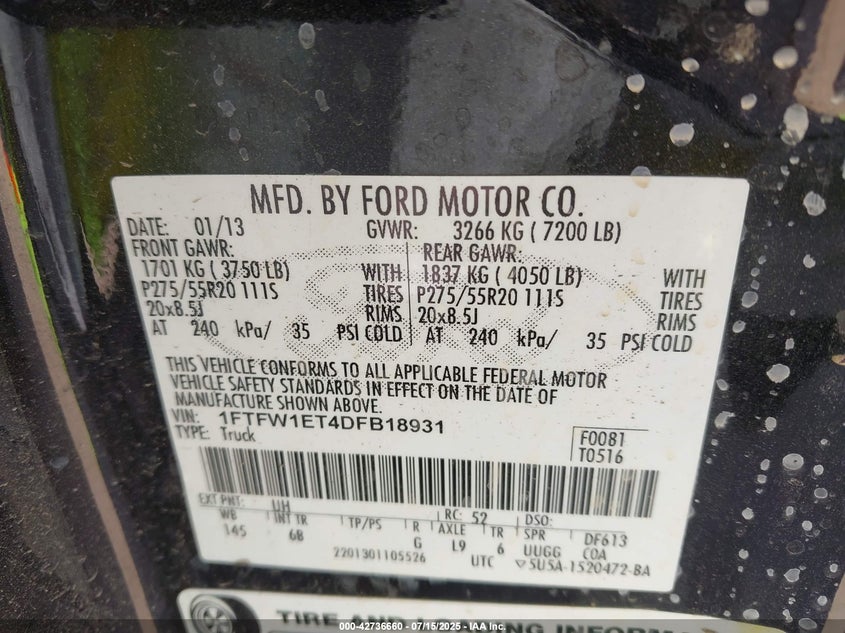 MFD. BY FORD MOTOR CO.
DATE: 01/13 GVWR: 3266 KG ( 7200 LB)
FRONT GAWR: REAR GAWR:
1701 KG ( 3750 LB) WITH 1837 KG ( 4050 LB) WITH
P275/55R20 111S TIRES P275/55R20 111S TIRES
20x8.5J RIMS 20x8.5J RIMS
AT 240 kPa/ 35 PSI COLD AT 240 kPa/ 35 PSI COLD
THIS VEHICLE CONFORMS TO ALL APPLICABLE FEDERAL MOTOR
VEHICLE SAFETY STANDARDS IN EFFECT ON THE DATE OF
MANUFACTURE SHOWN ABOVE.
VIN: 1FTFW1ET4DFB18931 F0081
TYPE: Truck T0516
EXT PNT: UH RC: 52 DSO:
WB INT TR TP/PS R AXLE TR SPR DF613
145 6B G L9 6 UUGG COA
2201301105526 UTC 5U5A-1520472-BA
TIRE AND
000-42736660 - 07/15/2025 - IAA Inc.